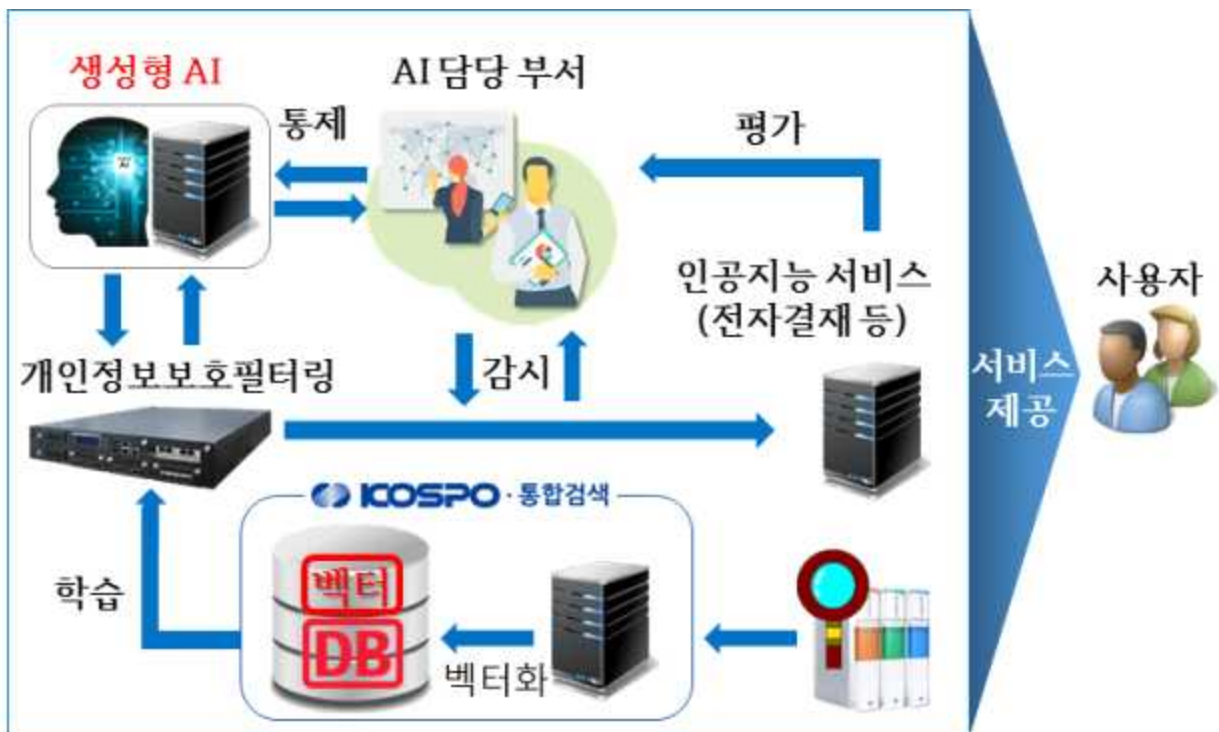 생성형 AI
AI 담당 부서
통제
평가
AI
인공지능 서비스
(전자결재 등)
사용자
개인정보보호필터링
감시
서비스
제공
KOSPO · 통합검색
벡터
DB
학습
벡터화